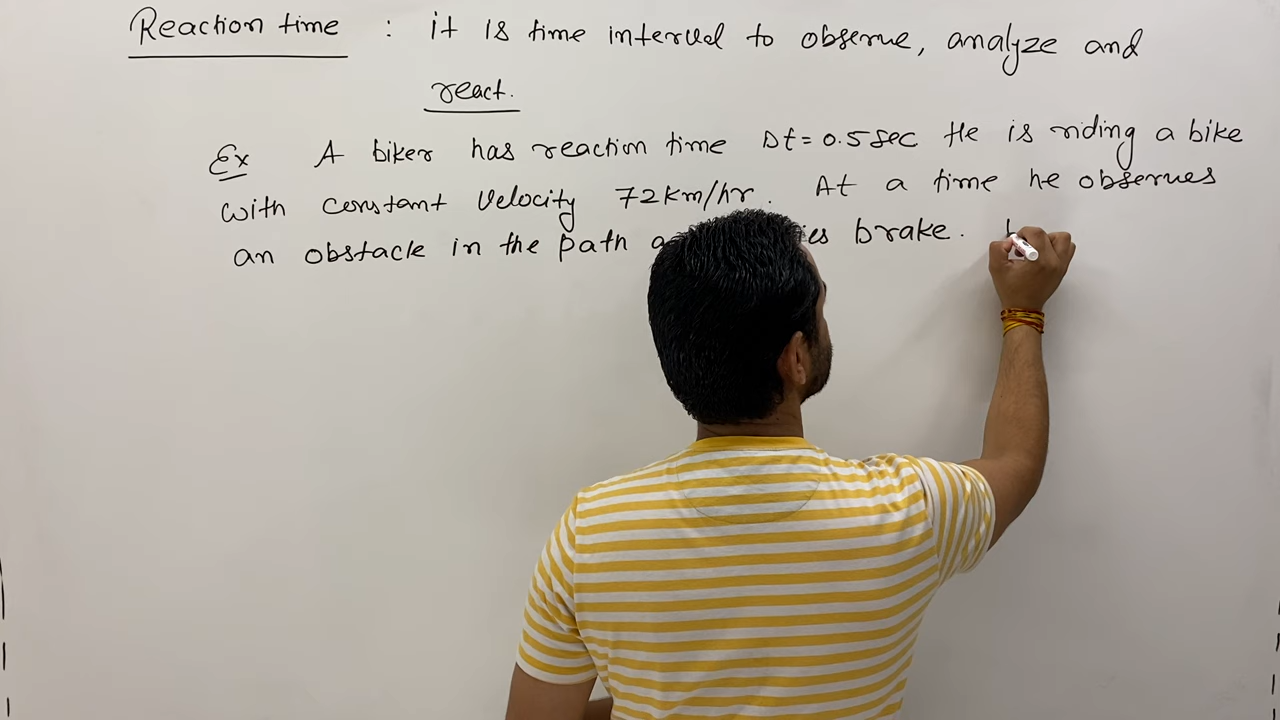 Reaction time : it is time interval to observe, analyze and
react.
Ex A biker has reaction time Δt = 0.5 sec He is riding a bike
with constant velocity 72 km/hr. At a time he observes
an obstacle in the path brake.